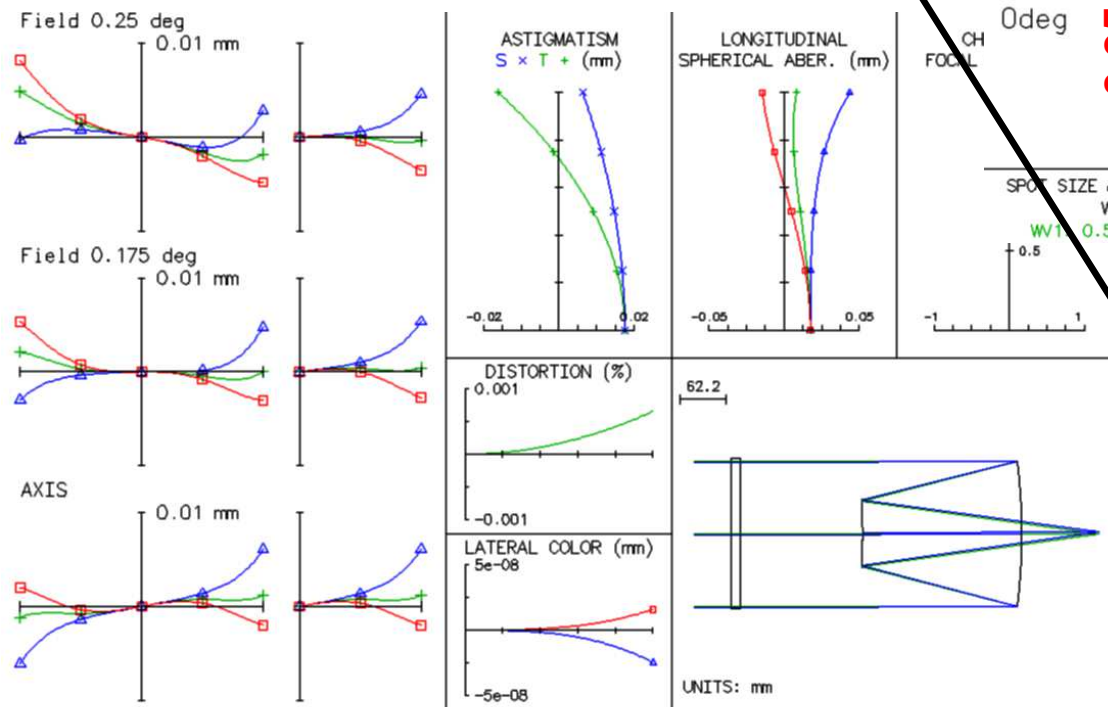 Field 0.25 deg
0.01 mm
Field 0.175 deg
0.01 mm
AXIS
0.01 mm
ASTIGMATISM
S × T + (mm)
-0.02
0.02
LONGITUDINAL
SPHERICAL ABER. (mm)
-0.05
0.05
CH
FOCAL
0deg
SPOT SIZE
WV1
0.5
0.5
-1
1
DISTORTION (%)
0.001
-0.001
LATERAL COLOR (mm)
5e-08
-5e-08
62.2
UNITS: mm